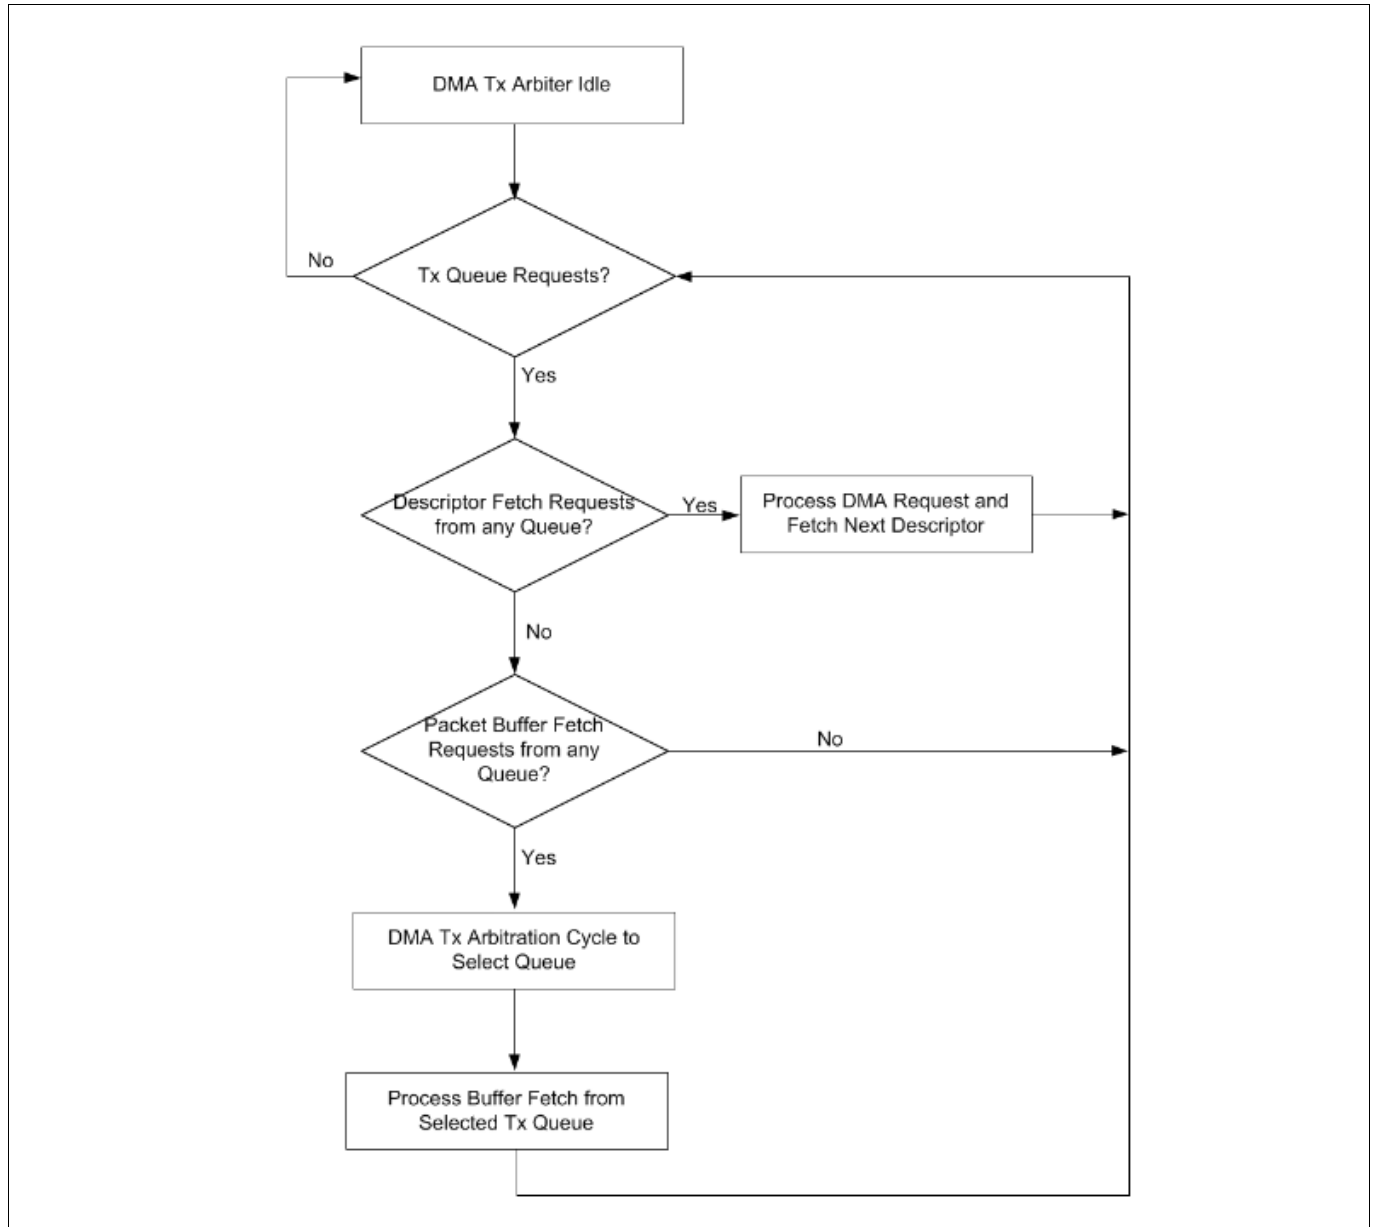 DMA Tx Arbiter Idle
No
Tx Queue Requests?
Yes
Descriptor Fetch Requests
from any Queue?
Yes
Process DMA Request and
Fetch Next Descriptor
No
Packet Buffer Fetch
Requests from any
Queue?
No
Yes
DMA Tx Arbitration Cycle to
Select Queue
Process Buffer Fetch from
Selected Tx Queue